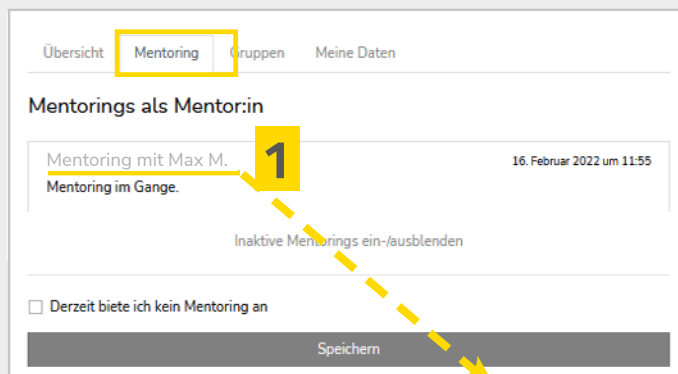 Übersicht Mentoring Gruppen Meine Daten
Mentorings als Mentor:in
Mentoring mit Max M. 1 16. Februar 2022 um 11:55
Mentoring im Gange.
Inaktive Mentorings ein-/ausblenden
Derzeit biete ich kein Mentoring an
Speichern